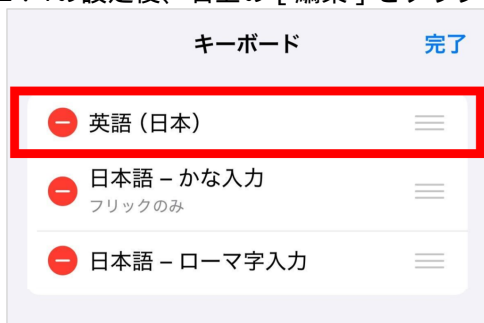 キーボード 完了
英語（日本）
日本語 – かな入力
フリックのみ
日本語 – ローマ字入力